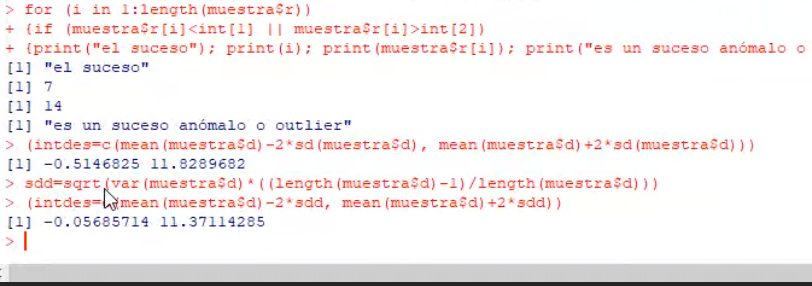 > for (i in 1:length(muestra$r))
+ {if (muestra$r[i]<int[1] || muestra$r[i]>int[2])
+ {print("el suceso"); print(i); print(muestra$r[i]); print("es un suceso anómalo o
[1] "el suceso"
[1] 7
[1] 14
[1] "es un suceso anómalo o outlier"
> (intdes=c(mean(muestra$d)-2*sd(muestra$d), mean(muestra$d)+2*sd(muestra$d)))
[1] -0.5146825 11.8289682
> sdd=sqrt(var(muestra$d)*((length(muestra$d)-1)/length(muestra$d)))
> (intdes= (mean(muestra$d)-2*sdd, mean(muestra$d)+2*sdd))
[1] -0.05685714 11.37114285
>